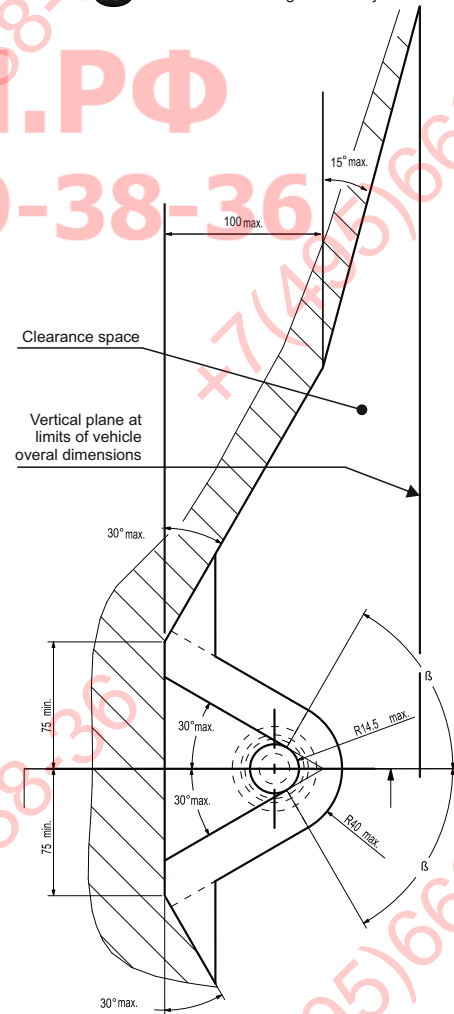 15° max.
100 max.
Clearance space
Vertical plane at
limits of vehicle
overal dimensions
30° max.
75 min.
30° max.
R14.5 max.
ß
30° max.
75 min.
R40 max.
ß
30° max.
.РФ
-38-36
+7(495)66
38-36
95)66